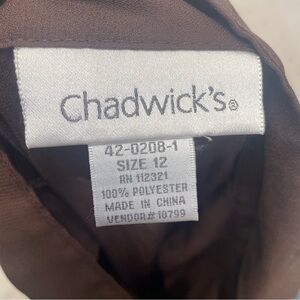 Chadwick's®
42-0208-1
SIZE 12
RN 112321
100% POLYESTER
MADE IN CHINA
VENDOR# 10799